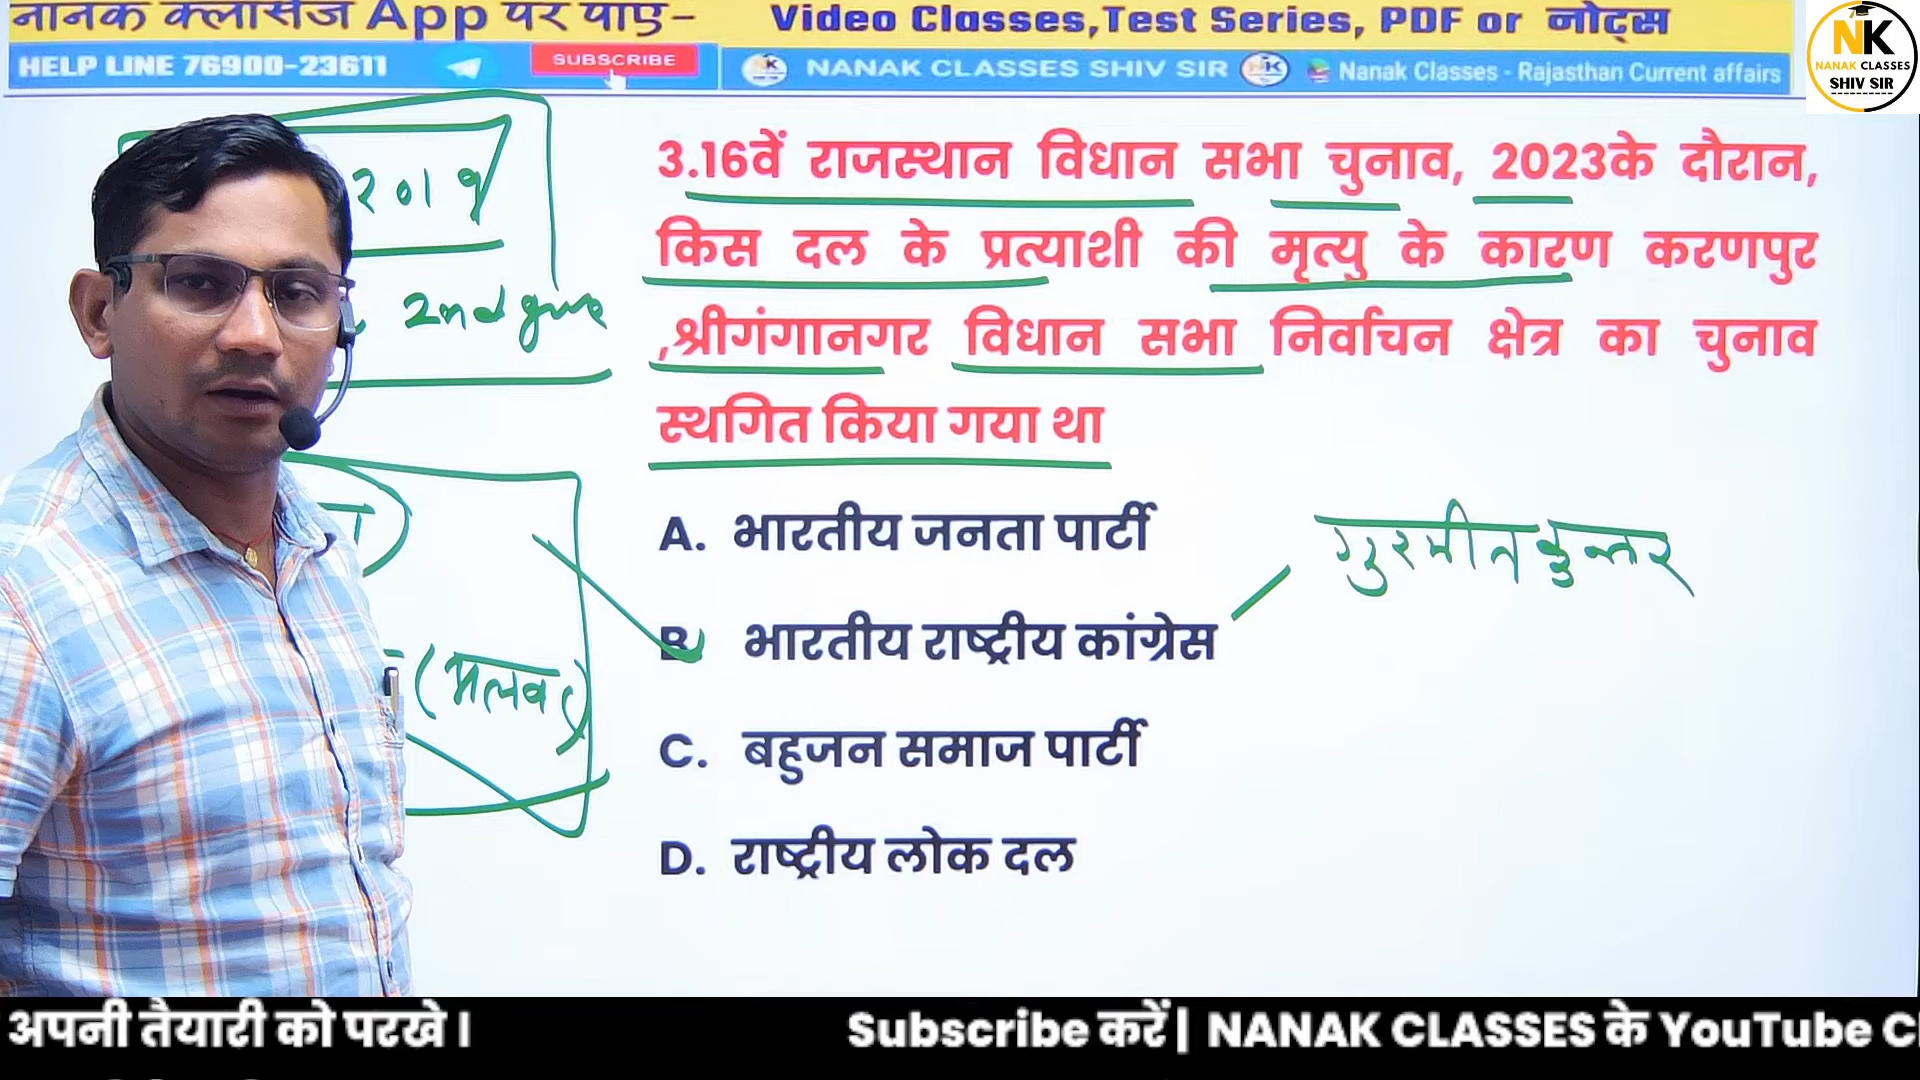 नानक क्लासेज App पर पाए- Video Classes,Test Series, PDF or नोट्स
HELP LINE 76900-23611 SUBSCRIBE NANAK CLASSES SHIV SIR Nanak Classes - Rajasthan Current affairs
NK
NANAK CLASSES
SHIV SIR
3.16वें राजस्थान विधान सभा चुनाव, 2023के दौरान,
किस दल के प्रत्याशी की मृत्यु के कारण करणपुर
,श्रीगंगानगर विधान सभा निर्वाचन क्षेत्र का चुनाव
स्थगित किया गया था
A. भारतीय जनता पार्टी
B भारतीय राष्ट्रीय कांग्रेस
C. बहुजन समाज पार्टी
D. राष्ट्रीय लोक दल
2nd
गुरमीत
अपनी तैयारी को परखे। Subscribe करें| NANAK CLASSES के YouTube